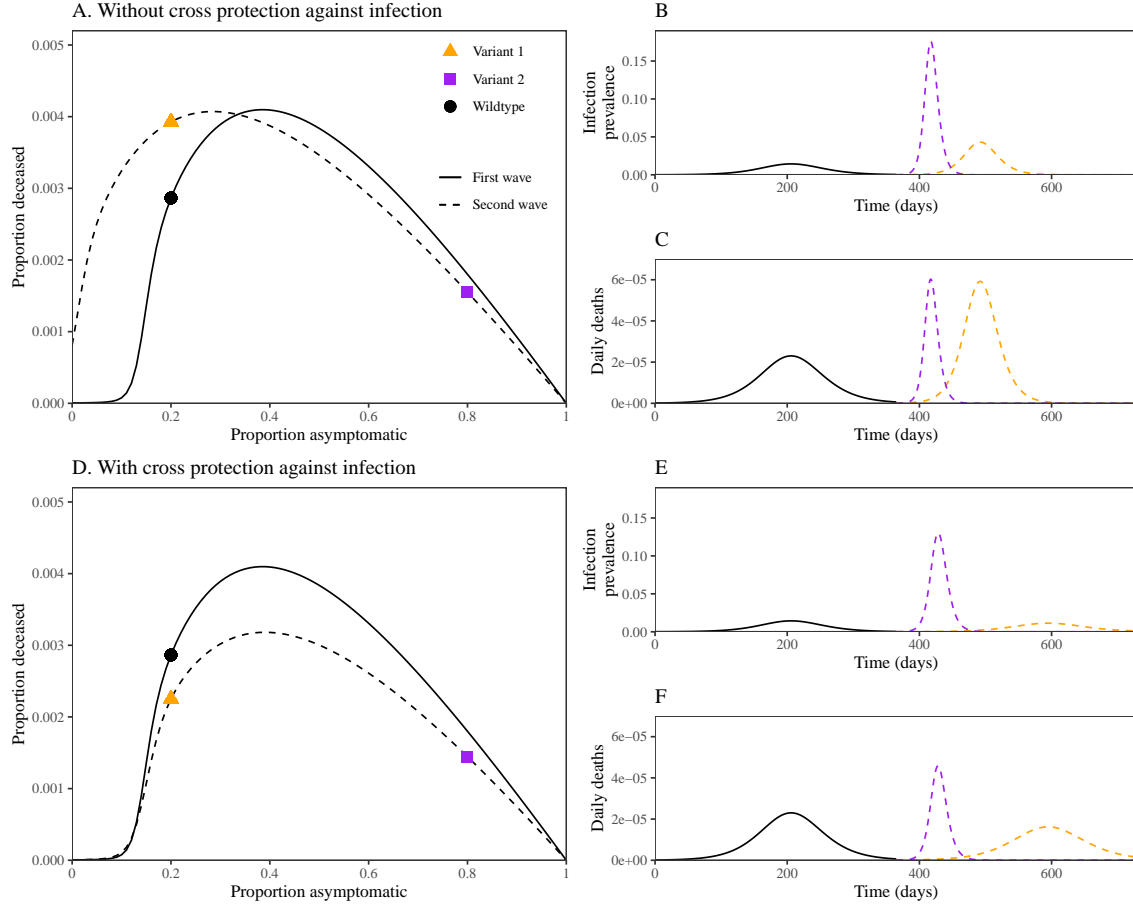 A. Without cross protection against infection
0.005
0.004
0.003
0.002
0.001
0.000
Proportion deceased
Variant 1
Variant 2
Wildtype
First wave
Second wave
0
0.2
0.4
0.6
0.8
1
Proportion asymptomatic
B
Infection
prevalence
0.15
0.10
0.05
0.00
0
200
400
600
Time (days)
C
Daily deaths
6e−05
4e−05
2e−05
0e+00
0
200
400
600
Time (days)
D. With cross protection against infection
0.005
0.004
0.003
0.002
0.001
0.000
Proportion deceased
0
0.2
0.4
0.6
0.8
1
Proportion asymptomatic
E
Infection
prevalence
0.15
0.10
0.05
0.00
0
200
400
600
Time (days)
F
Daily deaths
6e−05
4e−05
2e−05
0e+00
0
200
400
600
Time (days)